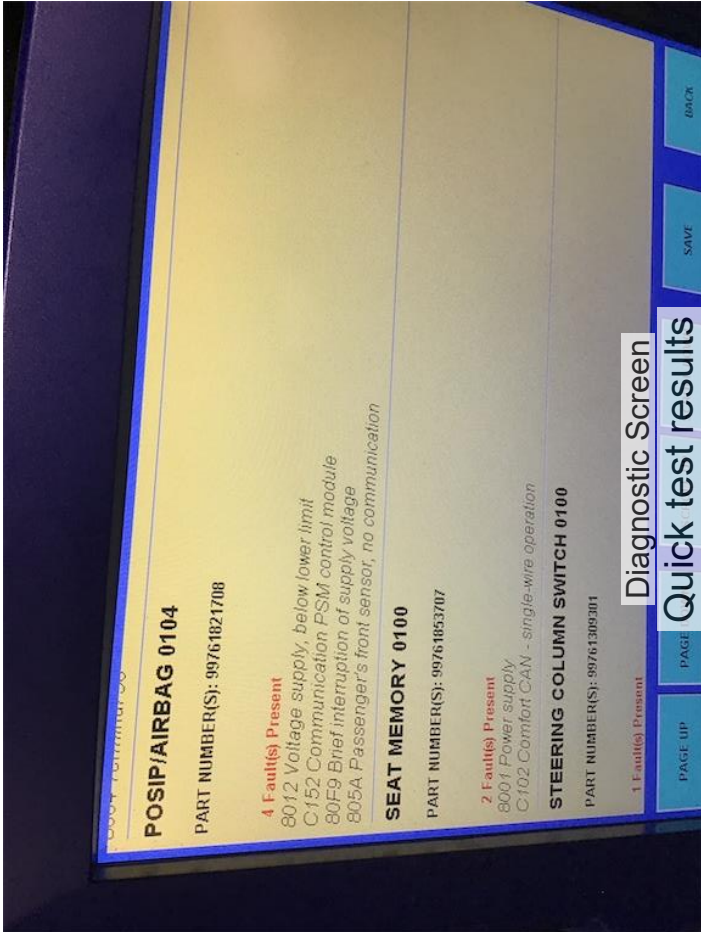 POSIP/AIRBAG 0104
PART NUMBER(S): 99761821708
4 Fault(s) Present
8012 Voltage supply, below lower limit
C152 Communication PSM control module
80F9 Brief interruption of supply voltage
805A Passenger's front sensor, no communication
SEAT MEMORY 0100
PART NUMBER(S): 99761853707
2 Fault(s) Present
8001 Power supply
C102 Comfort CAN - single-wire operation
STEERING COLUMN SWITCH 0100
PART NUMBER(S): 99761309301
1 Fault(s) Present
PAGE UP
PAGE
SAVE
BACK
Diagnostic Screen
Quick test results